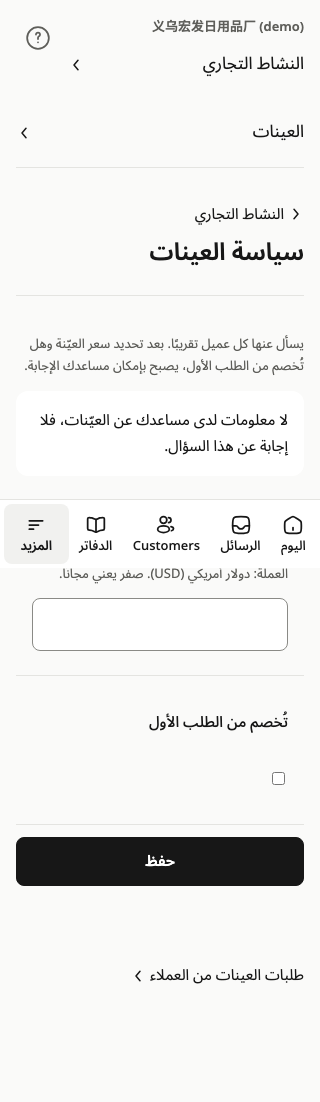 义乌宏发日用品厂 (demo)
النشاط التجاري
العينات
النشاط التجاري
سياسة العينات
يسأل عنها كل عميل تقريبًا. بعد تحديد سعر العيّنة وهل
تُخصم من الطلب الأول، يصبح بإمكان مساعدك الإجابة.
لا معلومات لدى مساعدك عن العيّنات، فلا
إجابة عن هذا السؤال.
اليوم
الرسائل
Customers
الدفاتر
المزيد
العملة: دولار أمريكي (USD). صفر يعني مجانًا.
تُخصم من الطلب الأول
حفظ
طلبات العينات من العملاء